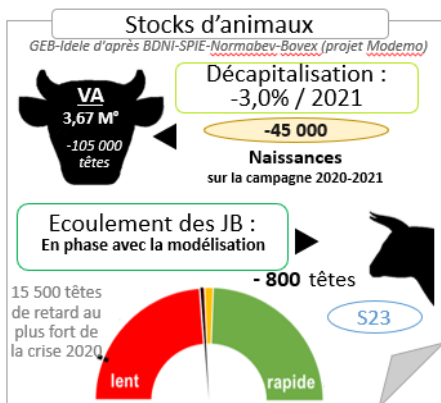 Stocks d'animaux
GEB-Idele d'après BDNI-SPIE-Normabev-Bovex (projet Modemo)
VA
3,67 M°
-105 000
têtes
Décapitalisation :
-3,0% / 2021
-45 000
Naissances
sur la campagne 2020-2021
Ecoulement des JB :
En phase avec la modélisation
- 800 têtes
15 500 têtes
de retard au
plus fort de
la crise 2020
S23
lent
rapide